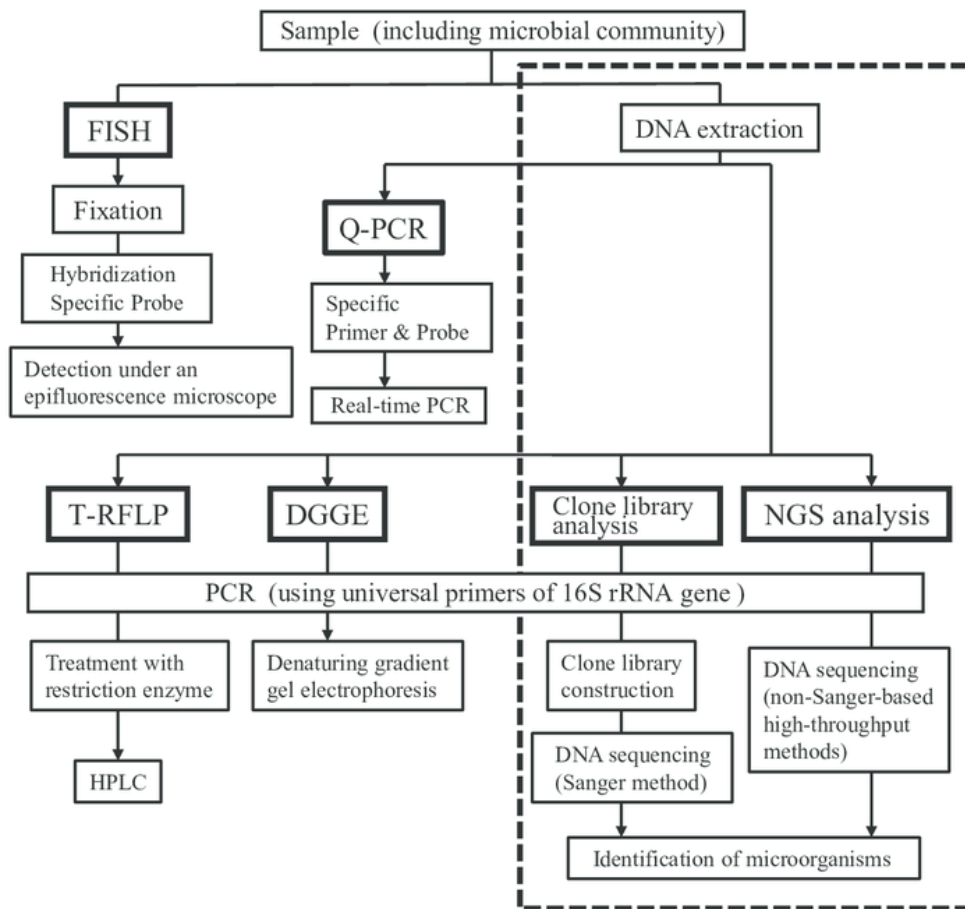 Sample (including microbial community)
FISH
DNA extraction
Fixation
Q-PCR
Hybridization
Specific Probe
Specific
Primer & Probe
Detection under an
epifluorescence microscope
Real-time PCR
T-RFLP
DGGE
Clone library
analysis
NGS analysis
PCR (using universal primers of 16S rRNA gene )
Treatment with
restriction enzyme
Denaturing gradient
gel electrophoresis
Clone library
construction
DNA sequencing
(non-Sanger-based
high-throughput
methods)
HPLC
DNA sequencing
(Sanger method)
Identification of microorganisms